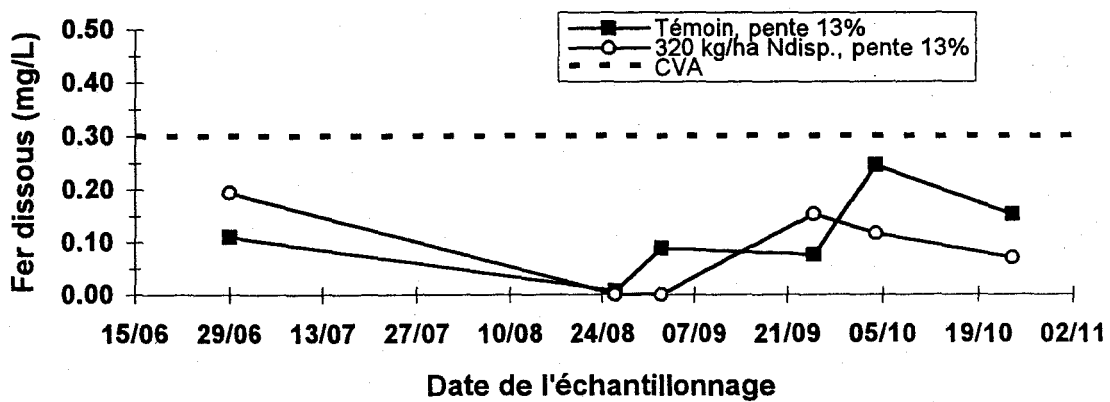 Témoin, pente 13%
320 kg/ha Ndisp., pente 13%
CVA
Fer dissous (mg/L)
0.50
0.40
0.30
0.20
0.10
0.00
15/06 29/06 13/07 27/07 10/08 24/08 07/09 21/09 05/10 19/10 02/11
Date de l'échantillonnage